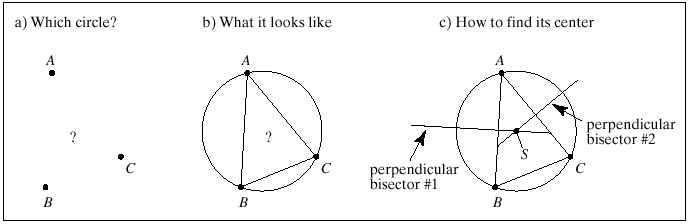 a) Which circle?
A
?
C
B
b) What it looks like
A
?
C
B
c) How to find its center
A
perpendicular
bisector #2
S
C
perpendicular
bisector #1
B